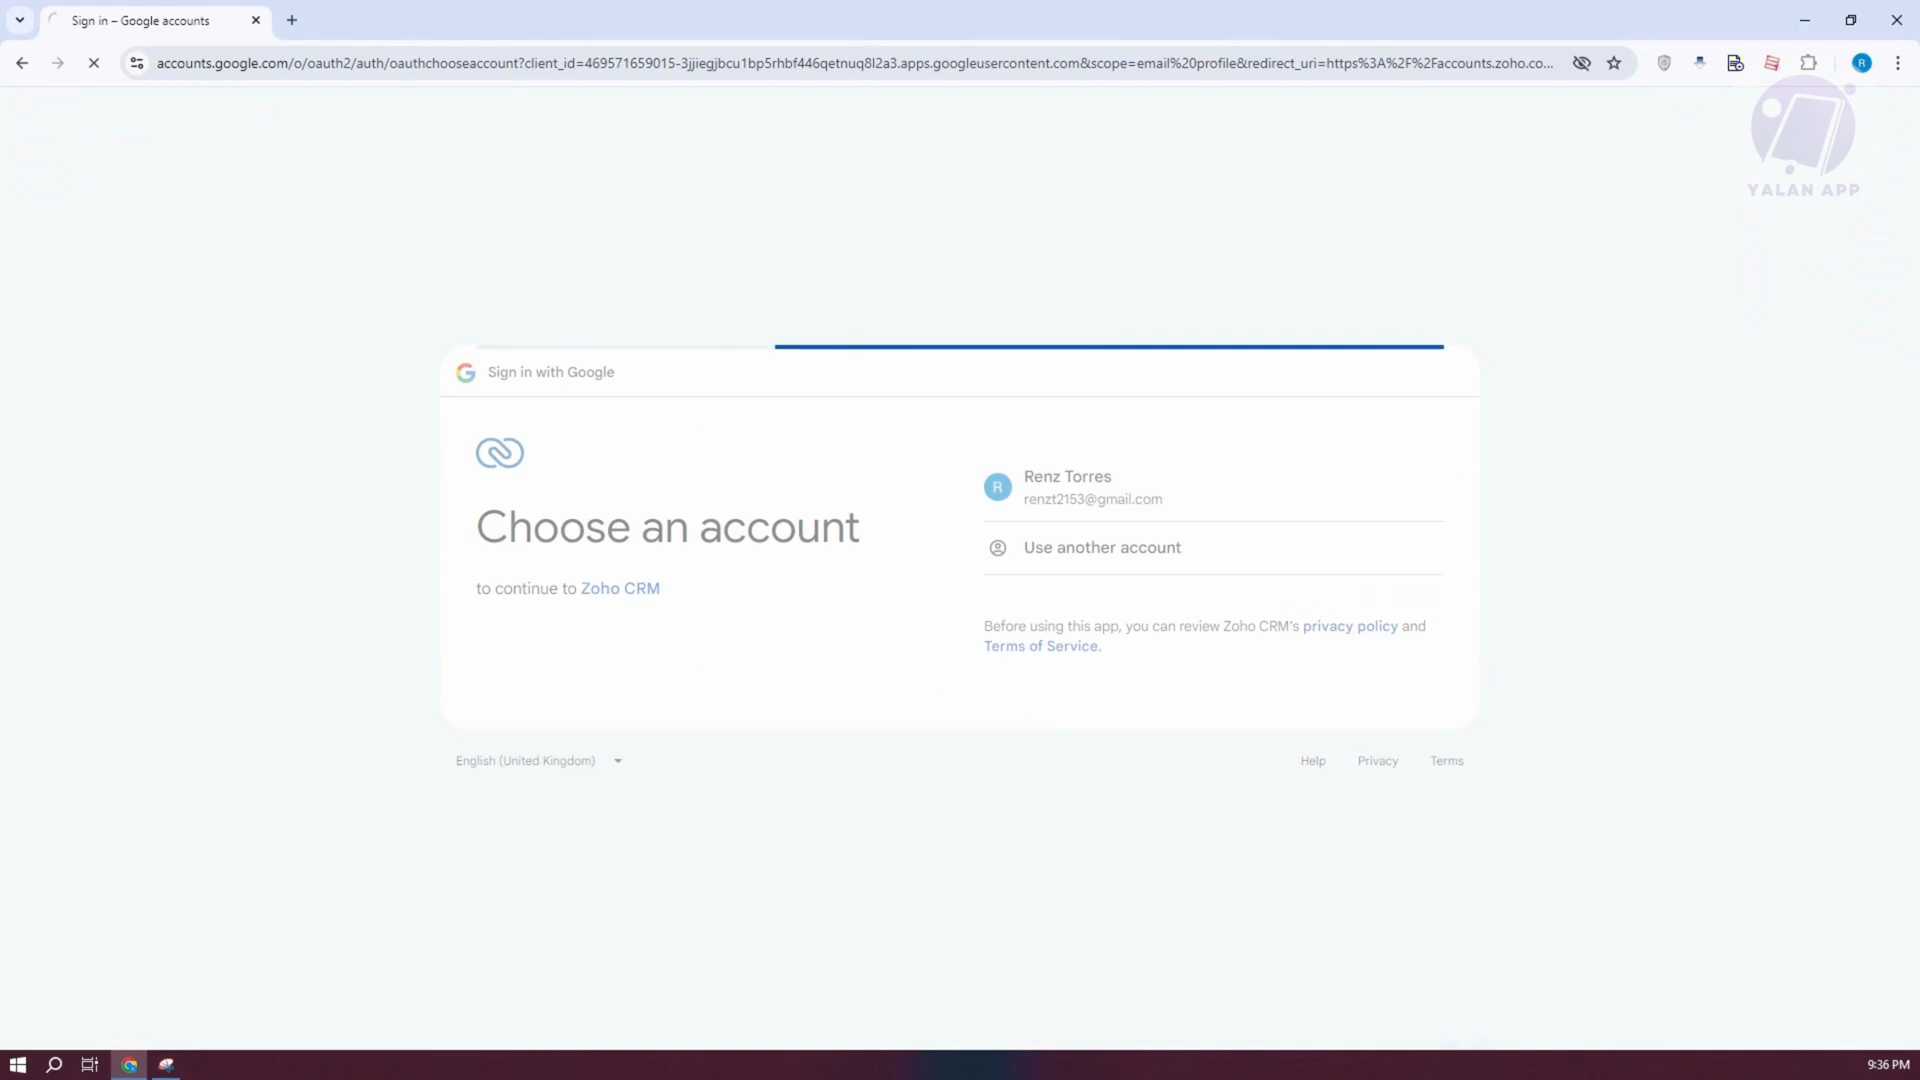 Sign in – Google accounts
accounts.google.com/o/oauth2/auth/oauthchooseaccount?client_id=469571659015-3jjiegjbcu1bp5rhbf446qetnuq8l2a3.apps.googleusercontent.com&scope=email%20profile&redirect_uri=https%3A%2F%2Faccounts.zoho.co...
R
YALAN APP
Sign in with Google
Choose an account
to continue to Zoho CRM
R
Renz Torres
renzt2153@gmail.com
Use another account
Before using this app, you can review Zoho CRM's privacy policy and
Terms of Service.
English (United Kingdom)
Help
Privacy
Terms
9:36 PM